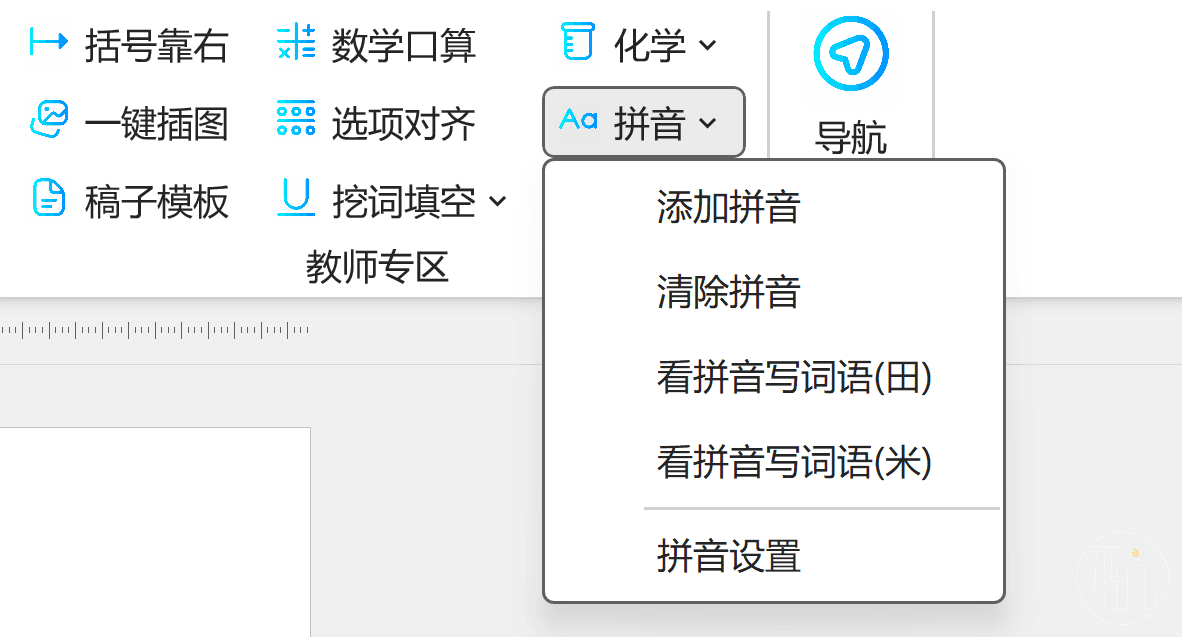 括号靠右 数学口算 化学
一键插图 选项对齐 Aa 拼音
导航
稿子模板 挖词填空
教师专区
添加拼音
清除拼音
看拼音写词语(田)
看拼音写词语(米)
拼音设置